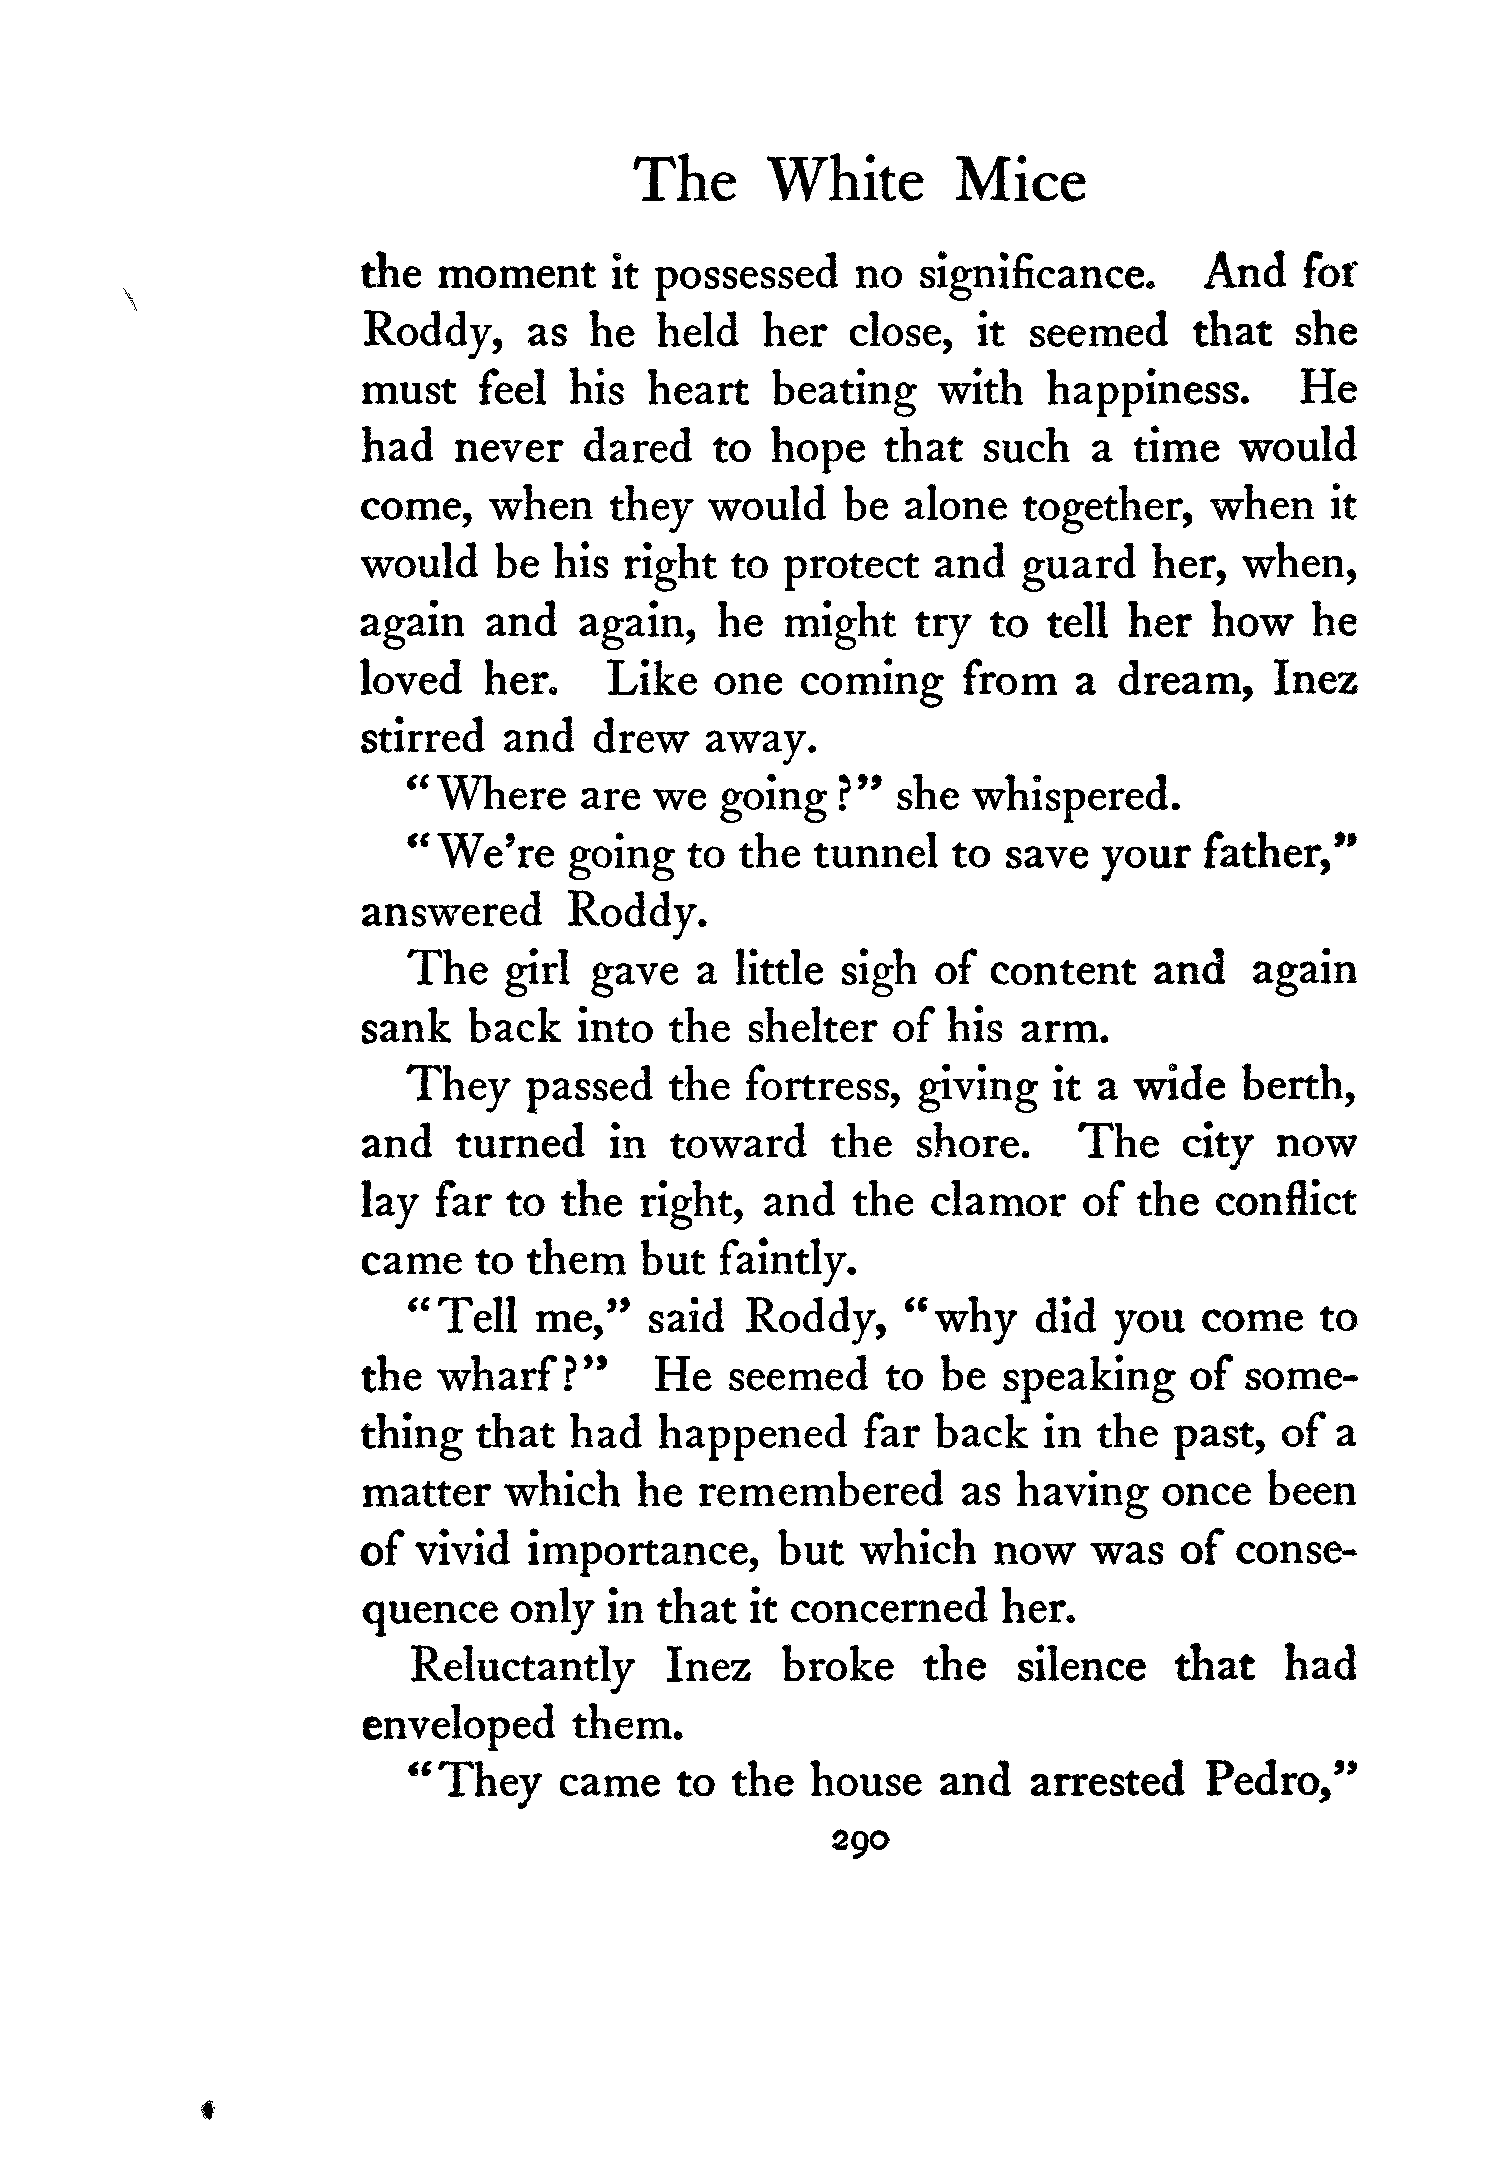 The White Mice
the moment it possessed no significance. And for
Roddy, as he held her close, it seemed that she
must feel his heart beating with happiness. He
had never dared to hope that such a time would
come, when they would be alone together, when it
would be his right to protect and guard her, when,
again and again, he might try to tell her how he
loved her. Like one coming from a dream, Inez
stirred and drew away.
"Where are we going?" she whispered.
"We're going to the tunnel to save your father,"
answered Roddy.
The girl gave a little sigh of content and again
sank back into the shelter of his arm.
They passed the fortress, giving it a wide berth,
and turned in toward the shore. The city now
lay far to the right, and the clamor of the conflict
came to them but faintly.
"Tell me," said Roddy, "why did you come to
the wharf?" He seemed to be speaking of some-
thing that had happened far back in the past, of a
matter which he remembered as having once been
of vivid importance, but which now was of conse-
quence only in that it concerned her.
Reluctantly Inez broke the silence that had
enveloped them.
"They came to the house and arrested Pedro,"
290